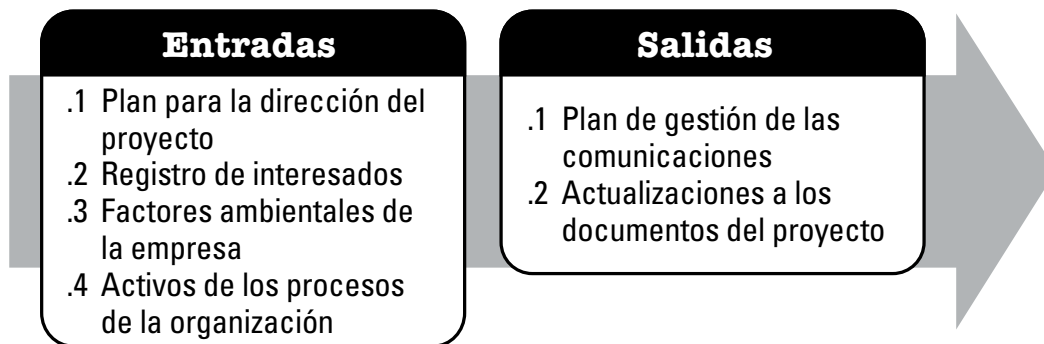 Entradas
.1 Plan para la dirección del
proyecto
.2 Registro de interesados
.3 Factores ambientales de
la empresa
.4 Activos de los procesos
de la organización
Salidas
.1 Plan de gestión de las
comunicaciones
.2 Actualizaciones a los
documentos del proyecto